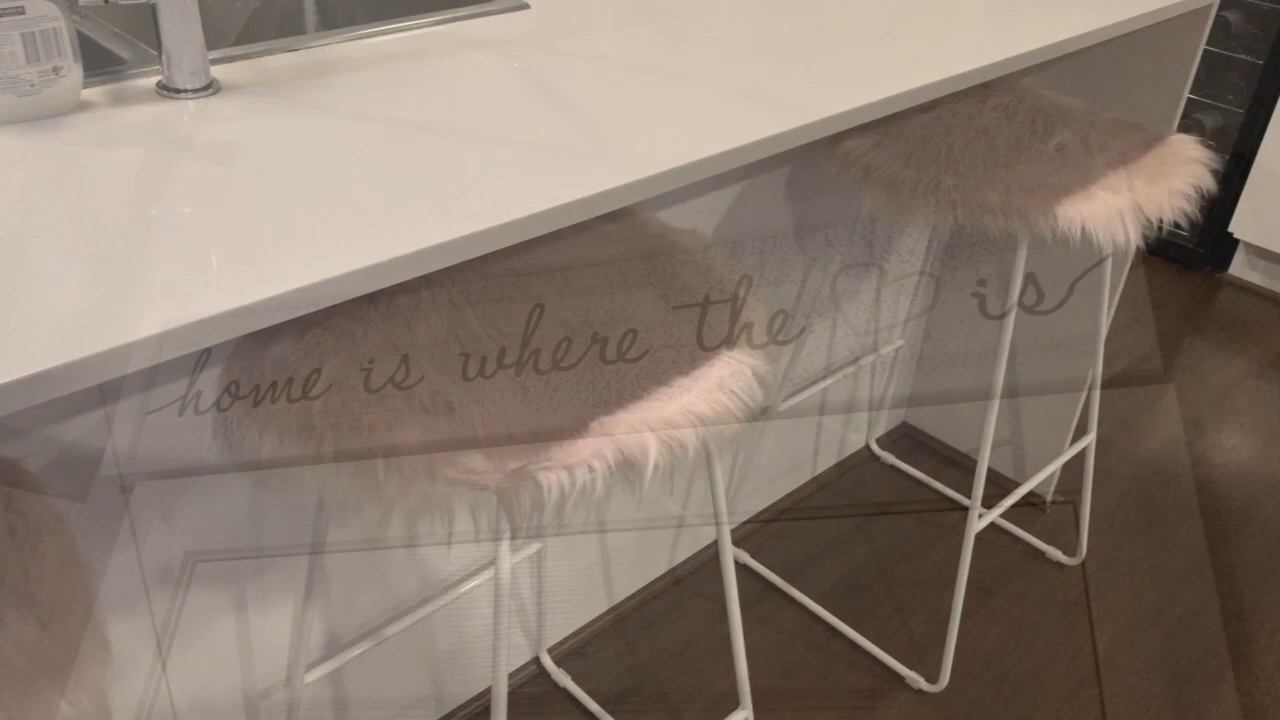 home is where the ♡ is